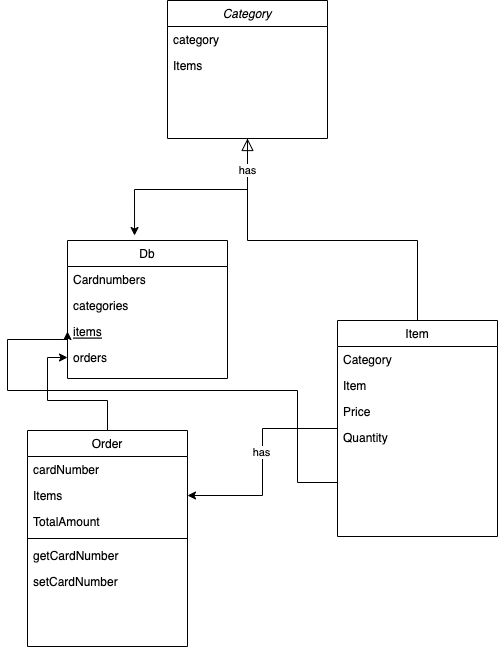 Category
category
Items
has
Db
Cardnumbers
categories
items
orders
Item
Category
Item
Price
Quantity
has
Order
cardNumber
Items
TotalAmount
getCardNumber
setCardNumber